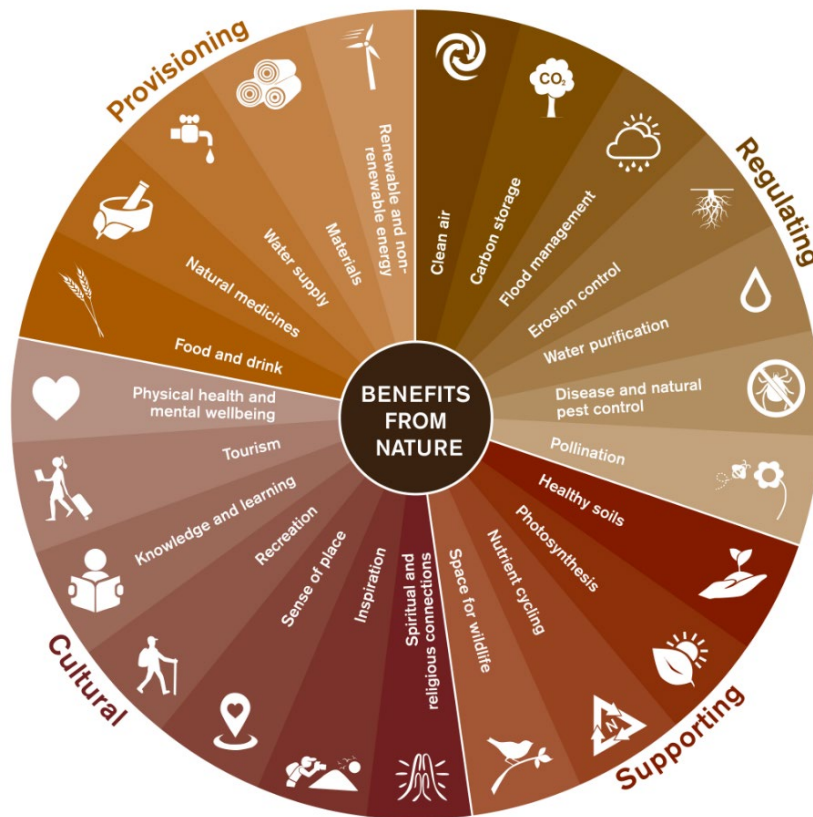 BENEFITS
FROM
NATURE
Provisioning
Food and drink
Natural medicines
Water supply
Materials
Renewable and non-
renewable energy
Regulating
Clean air
CO₂
Carbon storage
Flood management
Erosion control
Water purification
Disease and natural
pest control
Pollination
Supporting
Healthy soils
Photosynthesis
Nutrient cycling
N
Space for wildlife
Cultural
Spiritual and
religious connections
Inspiration
Sense of place
Recreation
Knowledge and learning
Tourism
Physical health and
mental wellbeing